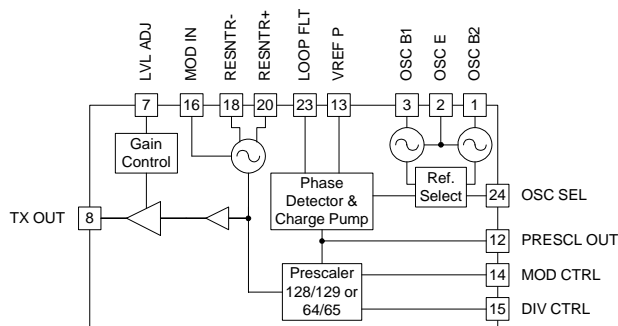 LVL ADJ
MOD IN
RESNTR-
RESNTR+
LOOP FLT
VREF P
OSC B1
OSC E
OSC B2
7
16
18
20
23
13
3
2
1
Gain
Control
Phase
Detector &
Charge Pump
Ref.
Select
24
OSC SEL
TX OUT
8
12
PRESCL OUT
Prescaler
128/129 or
64/65
14
MOD CTRL
15
DIV CTRL